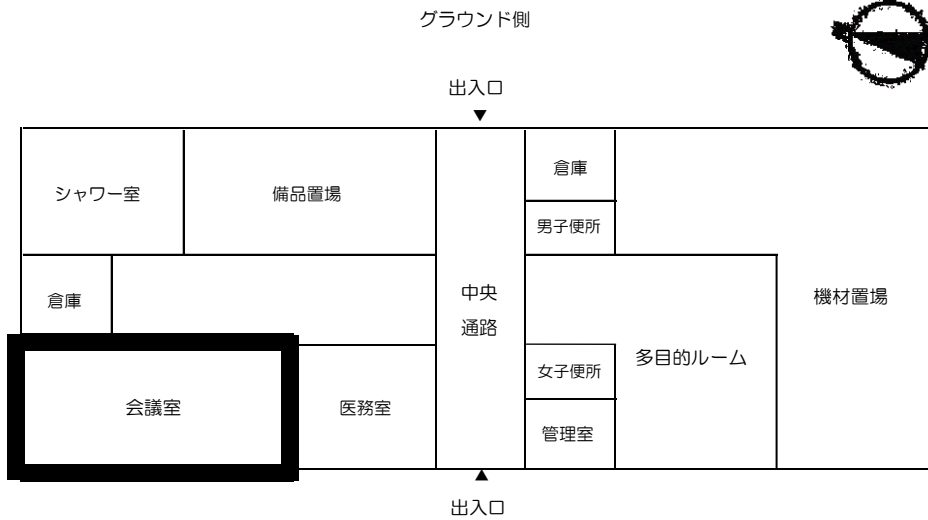 グラウンド側
出入口
▼
シャワー室
備品置場
倉庫
男子便所
倉庫
中央
通路
機材置場
多目的ルーム
女子便所
会議室
医務室
管理室
▲
出入口